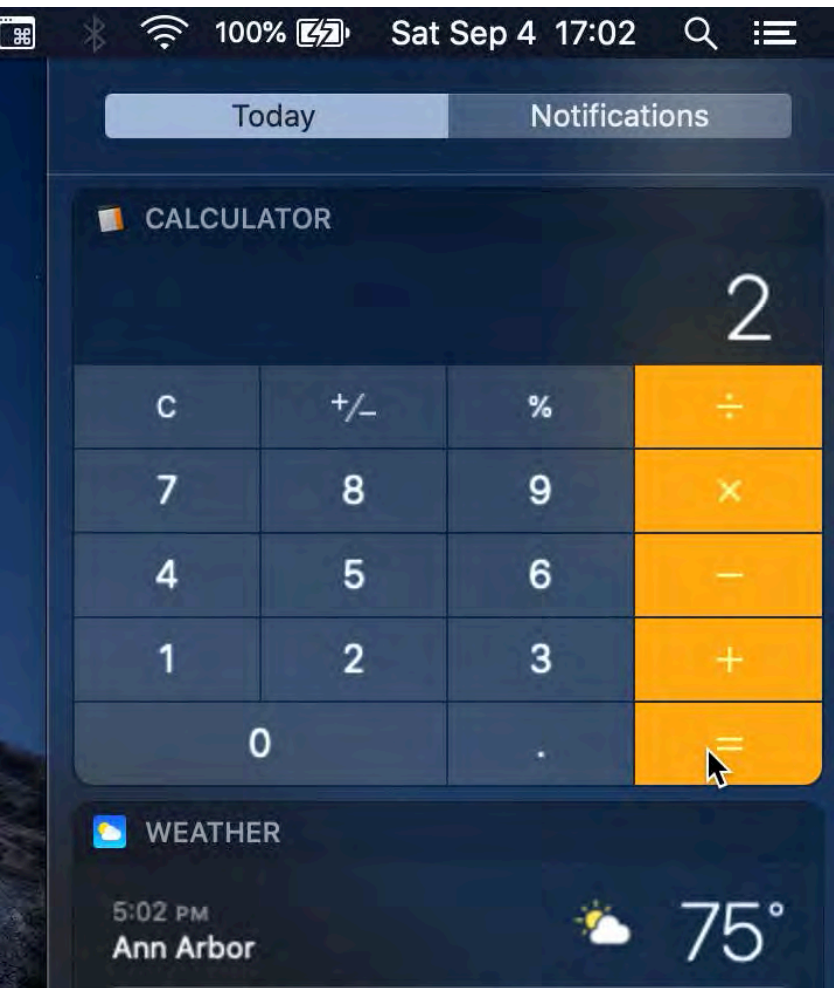 ⌘ 100% Sat Sep 4 17:02
Today Notifications
CALCULATOR
2
C +/− % ÷
7 8 9 ×
4 5 6 −
1 2 3 +
0 . =
WEATHER
5:02 PM
Ann Arbor 75°